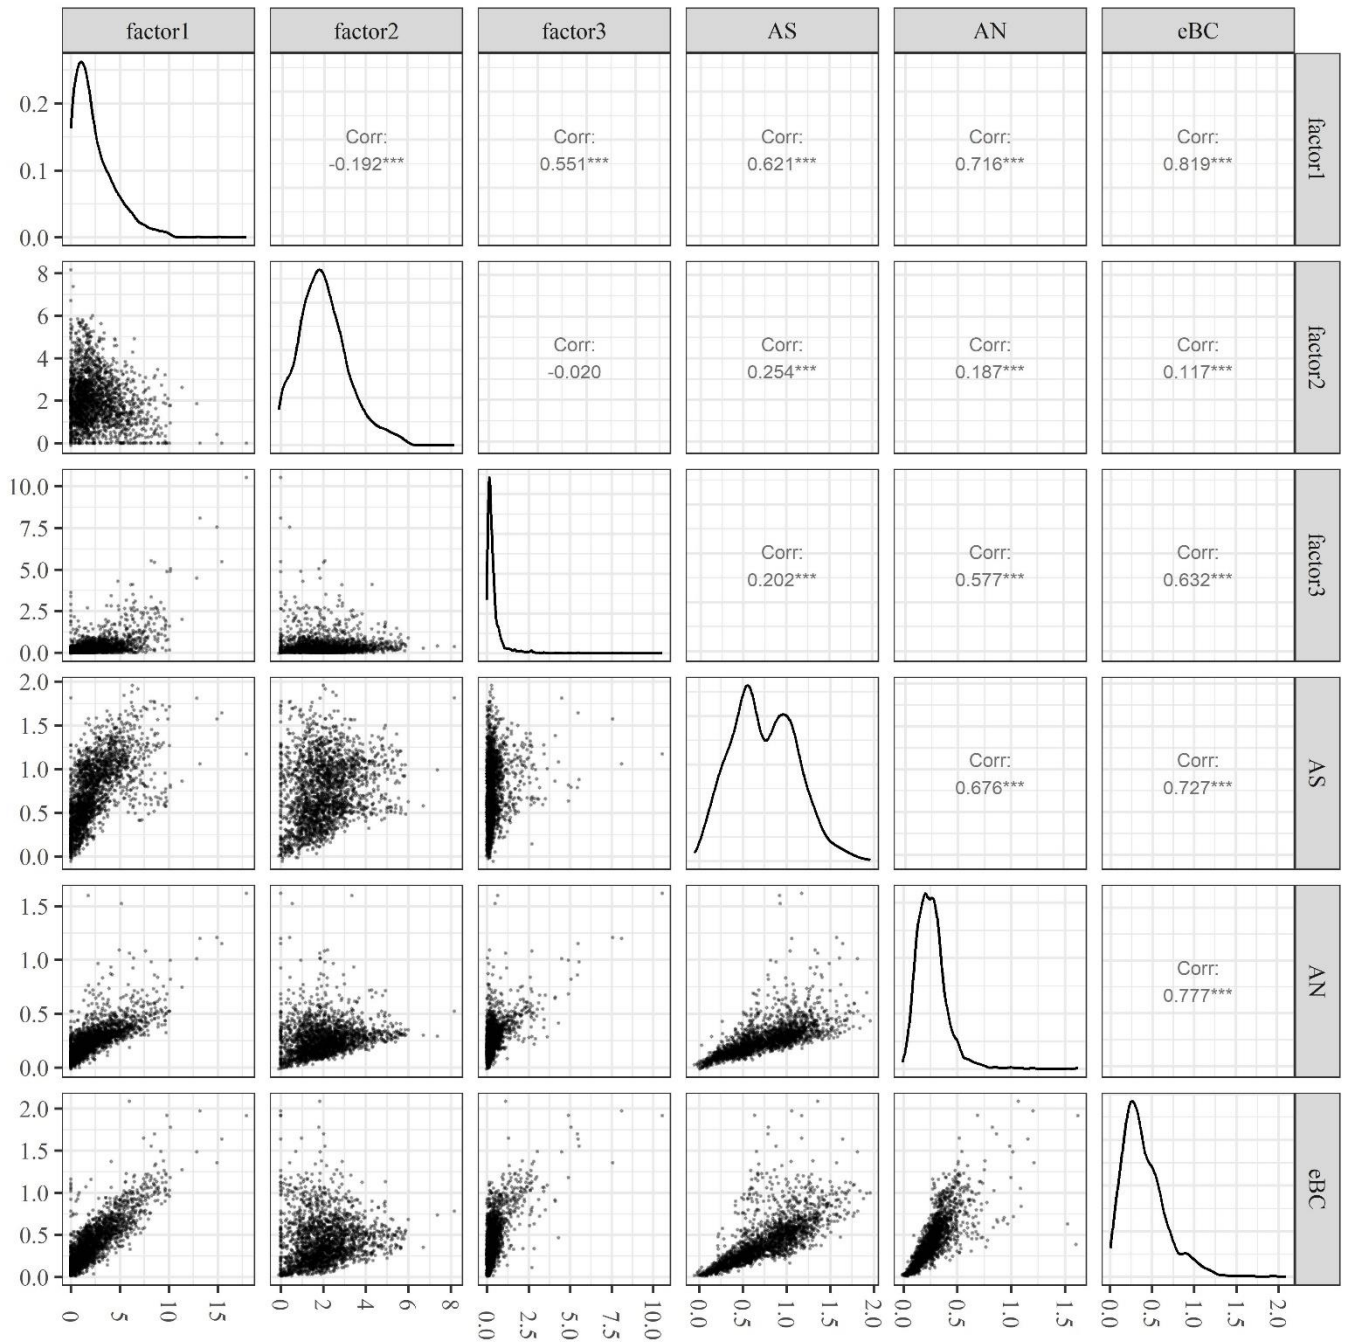 factor1 factor2 factor3 AS AN eBC
0.2
0.1
0.0
Corr:
-0.192***
Corr:
0.551***
Corr:
0.621***
Corr:
0.716***
Corr:
0.819***
factor1
8
6
4
2
0
Corr:
-0.020
Corr:
0.254***
Corr:
0.187***
Corr:
0.117***
factor2
10.0
7.5
5.0
2.5
0.0
Corr:
0.202***
Corr:
0.577***
Corr:
0.632***
factor3
2.0
1.5
1.0
0.5
0.0
Corr:
0.676***
Corr:
0.727***
AS
1.5
1.0
0.5
0.0
Corr:
0.777***
AN
2.0
1.5
1.0
0.5
0.0
eBC
0 5 10 15
0 2 4 6 8
0.0 2.5 5.0 7.5 10.0
0.0 0.5 1.0 1.5 2.0
0.0 0.5 1.0 1.5
0.0 0.5 1.0 1.5 2.0